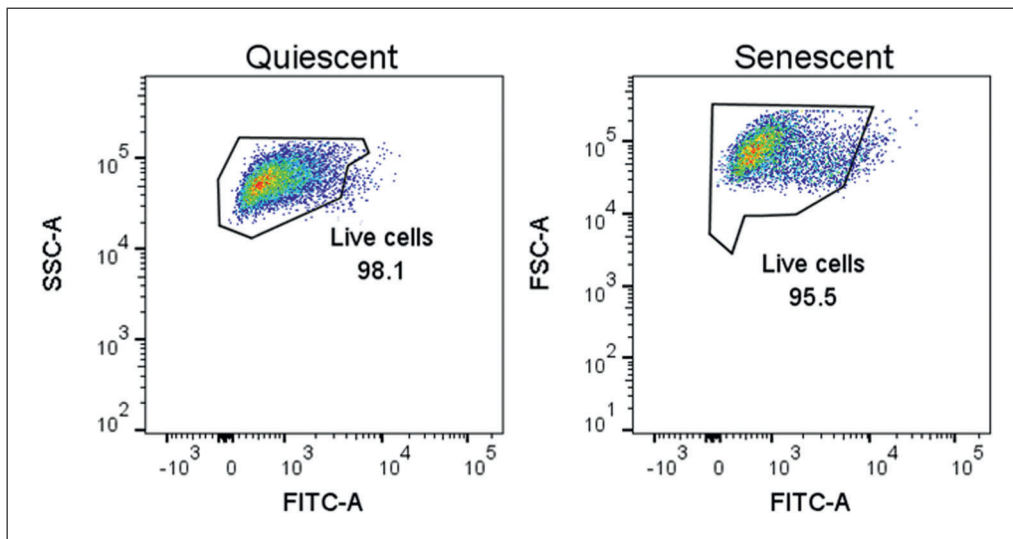 Quiescent
SSC-A
10^5
10^4
10^3
10^2
Live cells
98.1
-10^3 0 10^3 10^4 10^5
FITC-A
Senescent
FSC-A
10^5
10^4
10^3
10^2
10^1
Live cells
95.5
-10^3 0 10^3 10^4 10^5
FITC-A